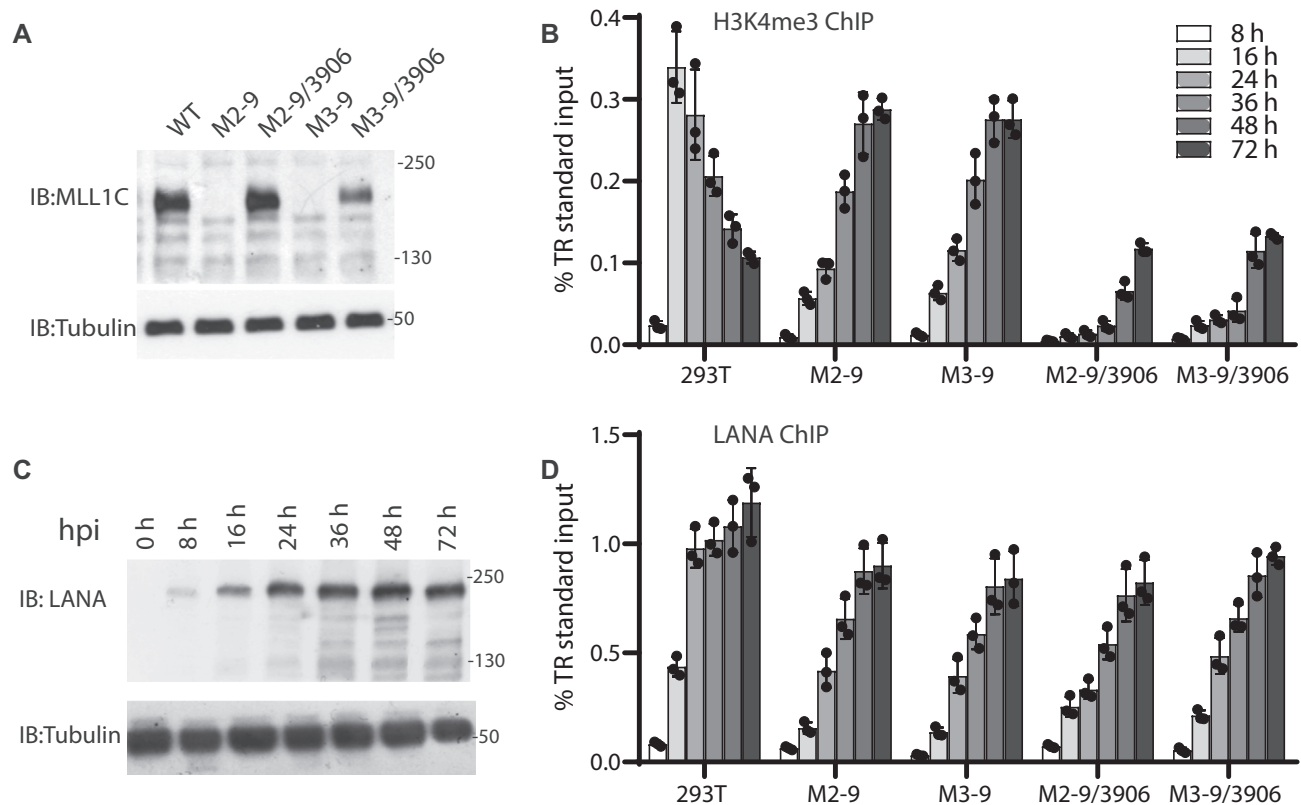 A
WT M2-9 M2-9/3906 M3-9 M3-9/3906
-250
IB:MLL1C
-130
IB:Tubulin
-50
B
H3K4me3 ChIP
% TR standard input
0.4
0.3
0.2
0.1
0.0
293T M2-9 M3-9 M2-9/3906 M3-9/3906
8 h
16 h
24 h
36 h
48 h
72 h
C
hpi 0 h 8 h 16 h 24 h 36 h 48 h 72 h
-250
IB: LANA
-130
IB:Tubulin
-50
D
LANA ChIP
% TR standard input
1.5
1.0
0.5
0.0
293T M2-9 M3-9 M2-9/3906 M3-9/3906